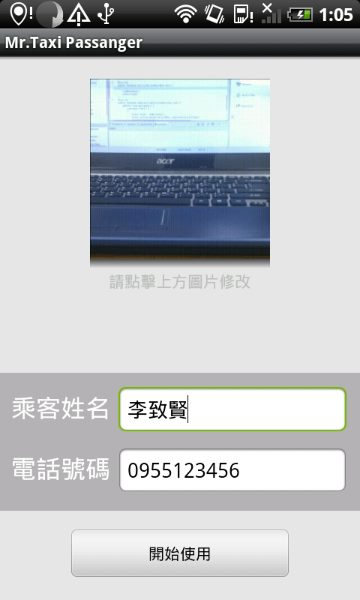 1:05
Mr.Taxi Passanger
acer
請點擊上方圖片修改
乘客姓名 李致賢
電話號碼 0955123456
開始使用